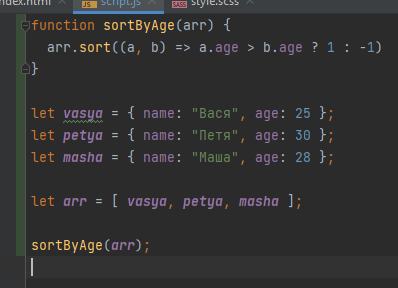 ndex.html script.js style.scss
function sortByAge(arr) {
arr.sort((a, b) => a.age > b.age ? 1 : -1)
}
let vasya = { name: "Вася", age: 25 };
let petya = { name: "Петя", age: 30 };
let masha = { name: "Маша", age: 28 };
let arr = [ vasya, petya, masha ];
sortByAge(arr);